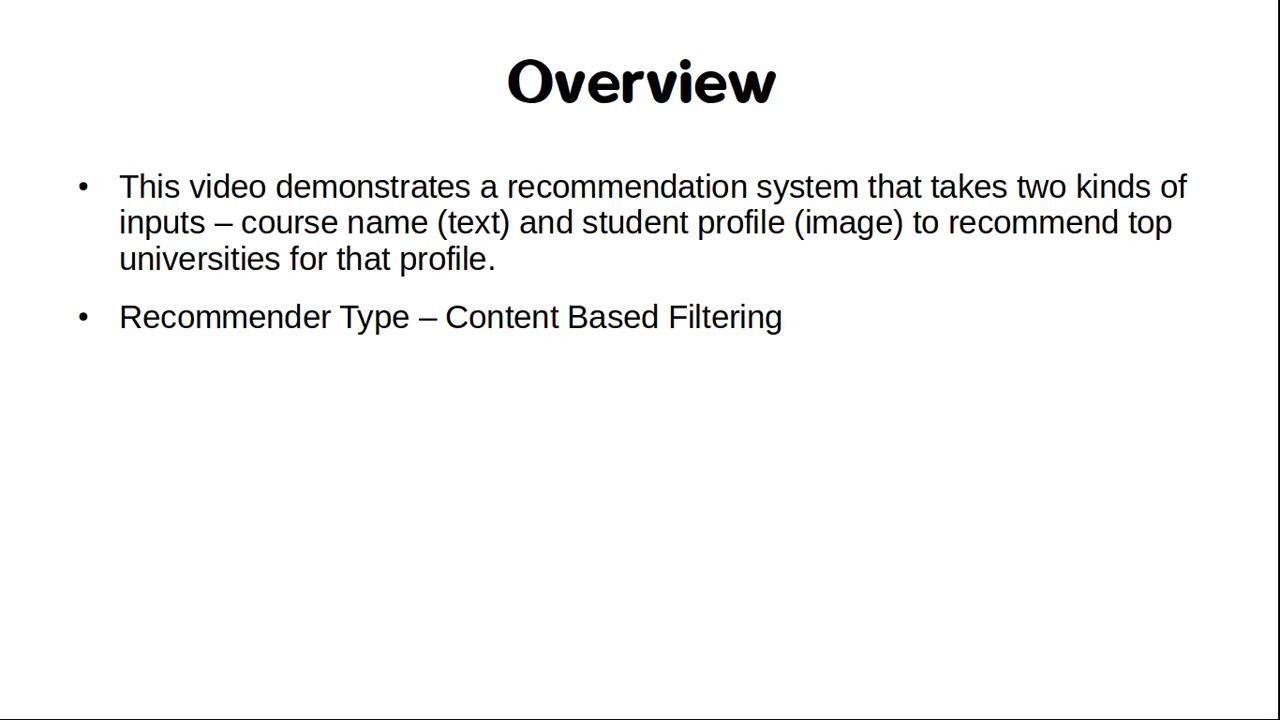 Overview
• This video demonstrates a recommendation system that takes two kinds of
inputs – course name (text) and student profile (image) to recommend top
universities for that profile.
• Recommender Type – Content Based Filtering